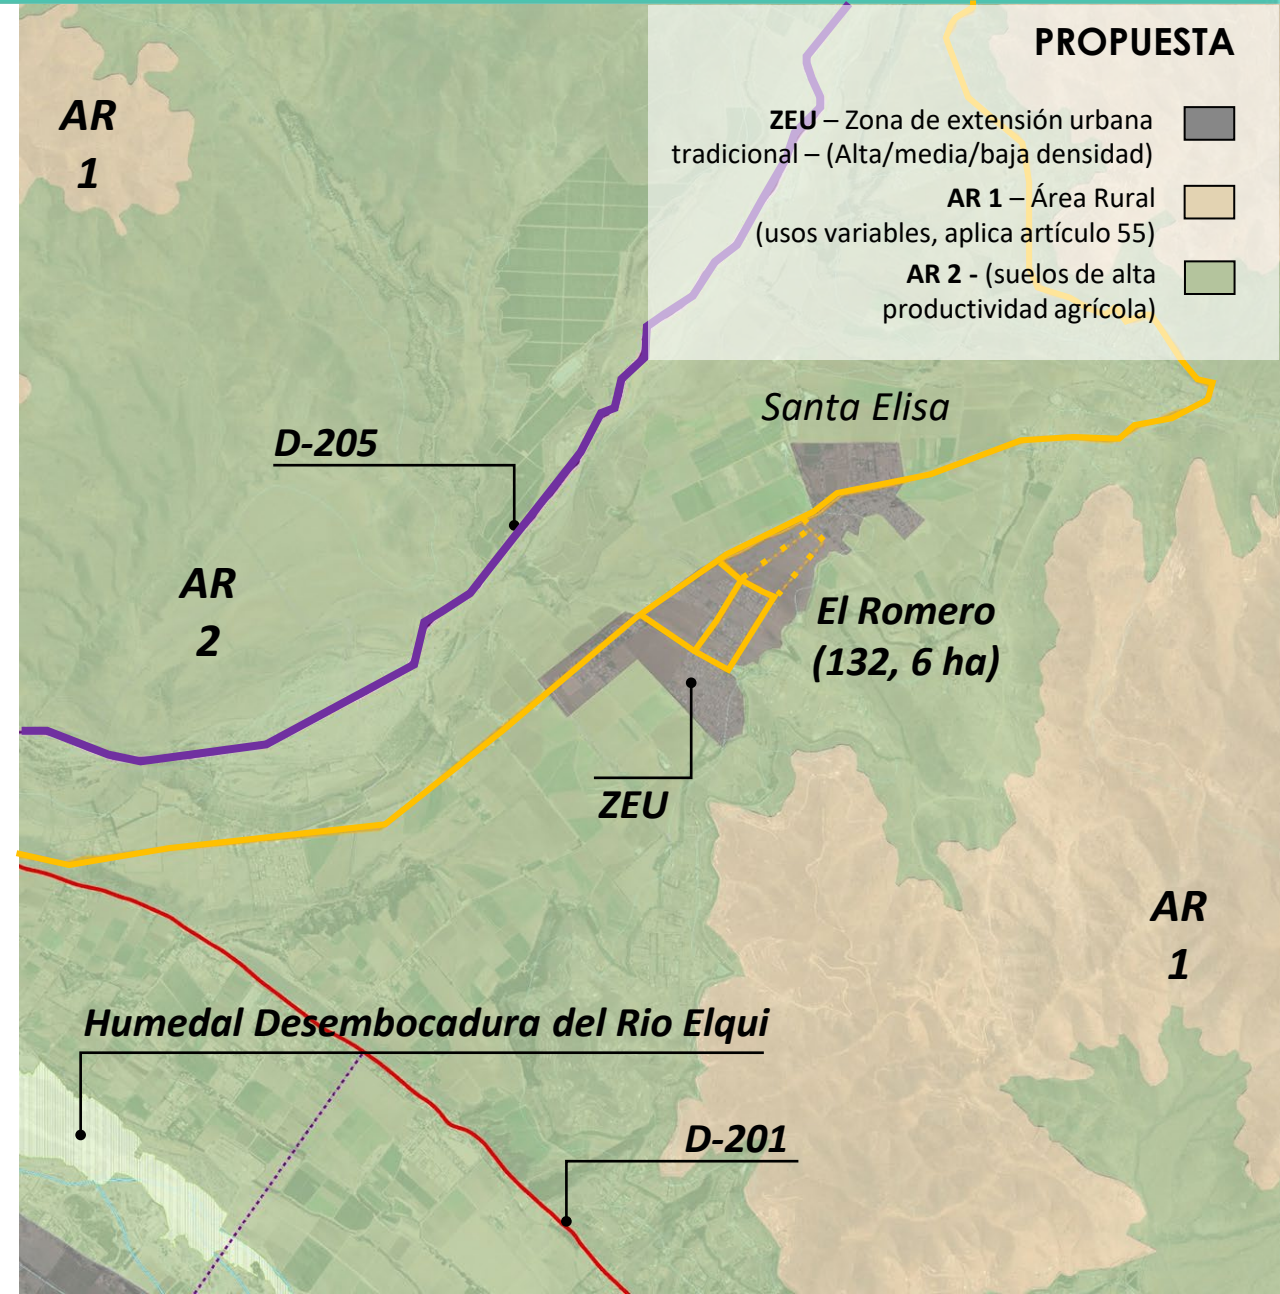 PROPUESTA
ZEU – Zona de extensión urbana
tradicional – (Alta/media/baja densidad)
AR 1 – Área Rural
(usos variables, aplica artículo 55)
AR 2 - (suelos de alta
productividad agrícola)
AR
1
Santa Elisa
D-205
AR
2
El Romero
(132, 6 ha)
ZEU
AR
1
Humedal Desembocadura del Rio Elqui
D-201